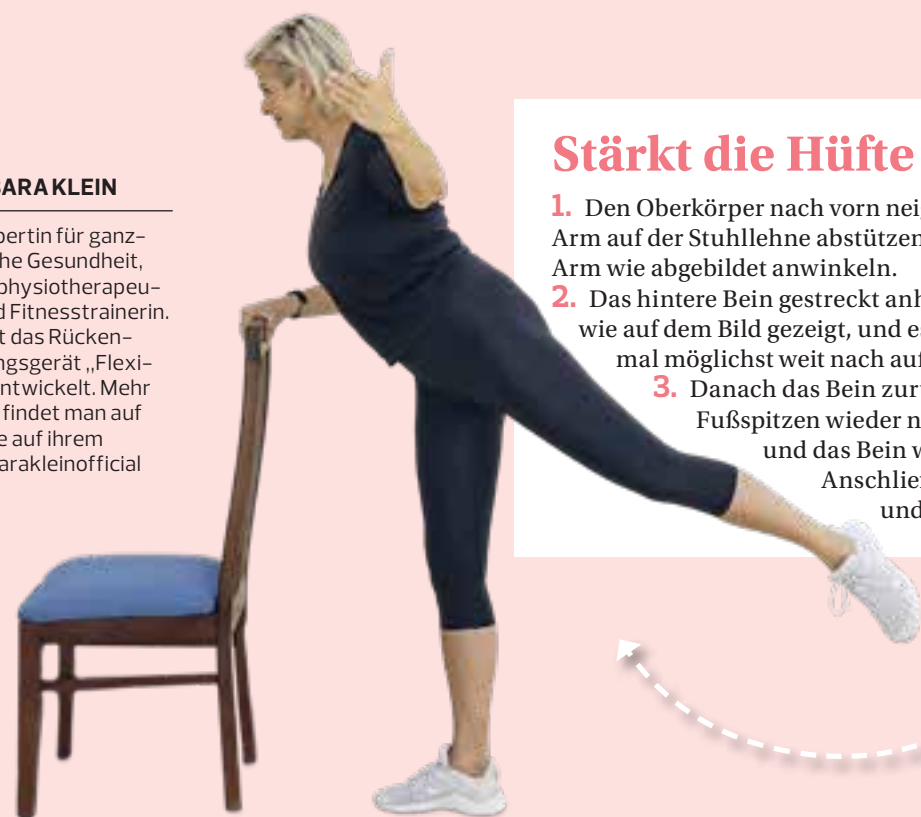 SARA KLEIN
pertin für ganz-
he Gesundheit,
physiotherapeu-
d Fitnesstrainerin.
t das Rücken-
ngsgerät „Flexi-
ntwickelt. Mehr
findet man auf
e auf ihrem
arakleinofficial
Stärkt die Hüfte
1. Den Oberkörper nach vorn nei
Arm auf der Stuhllehne abstützen
Arm wie abgebildet anwinkeln.
2. Das hintere Bein gestreckt anh
wie auf dem Bild gezeigt, und e
mal möglichst weit nach auf
3. Danach das Bein zur
Fußspitzen wieder n
und das Bein w
Anschlie
und